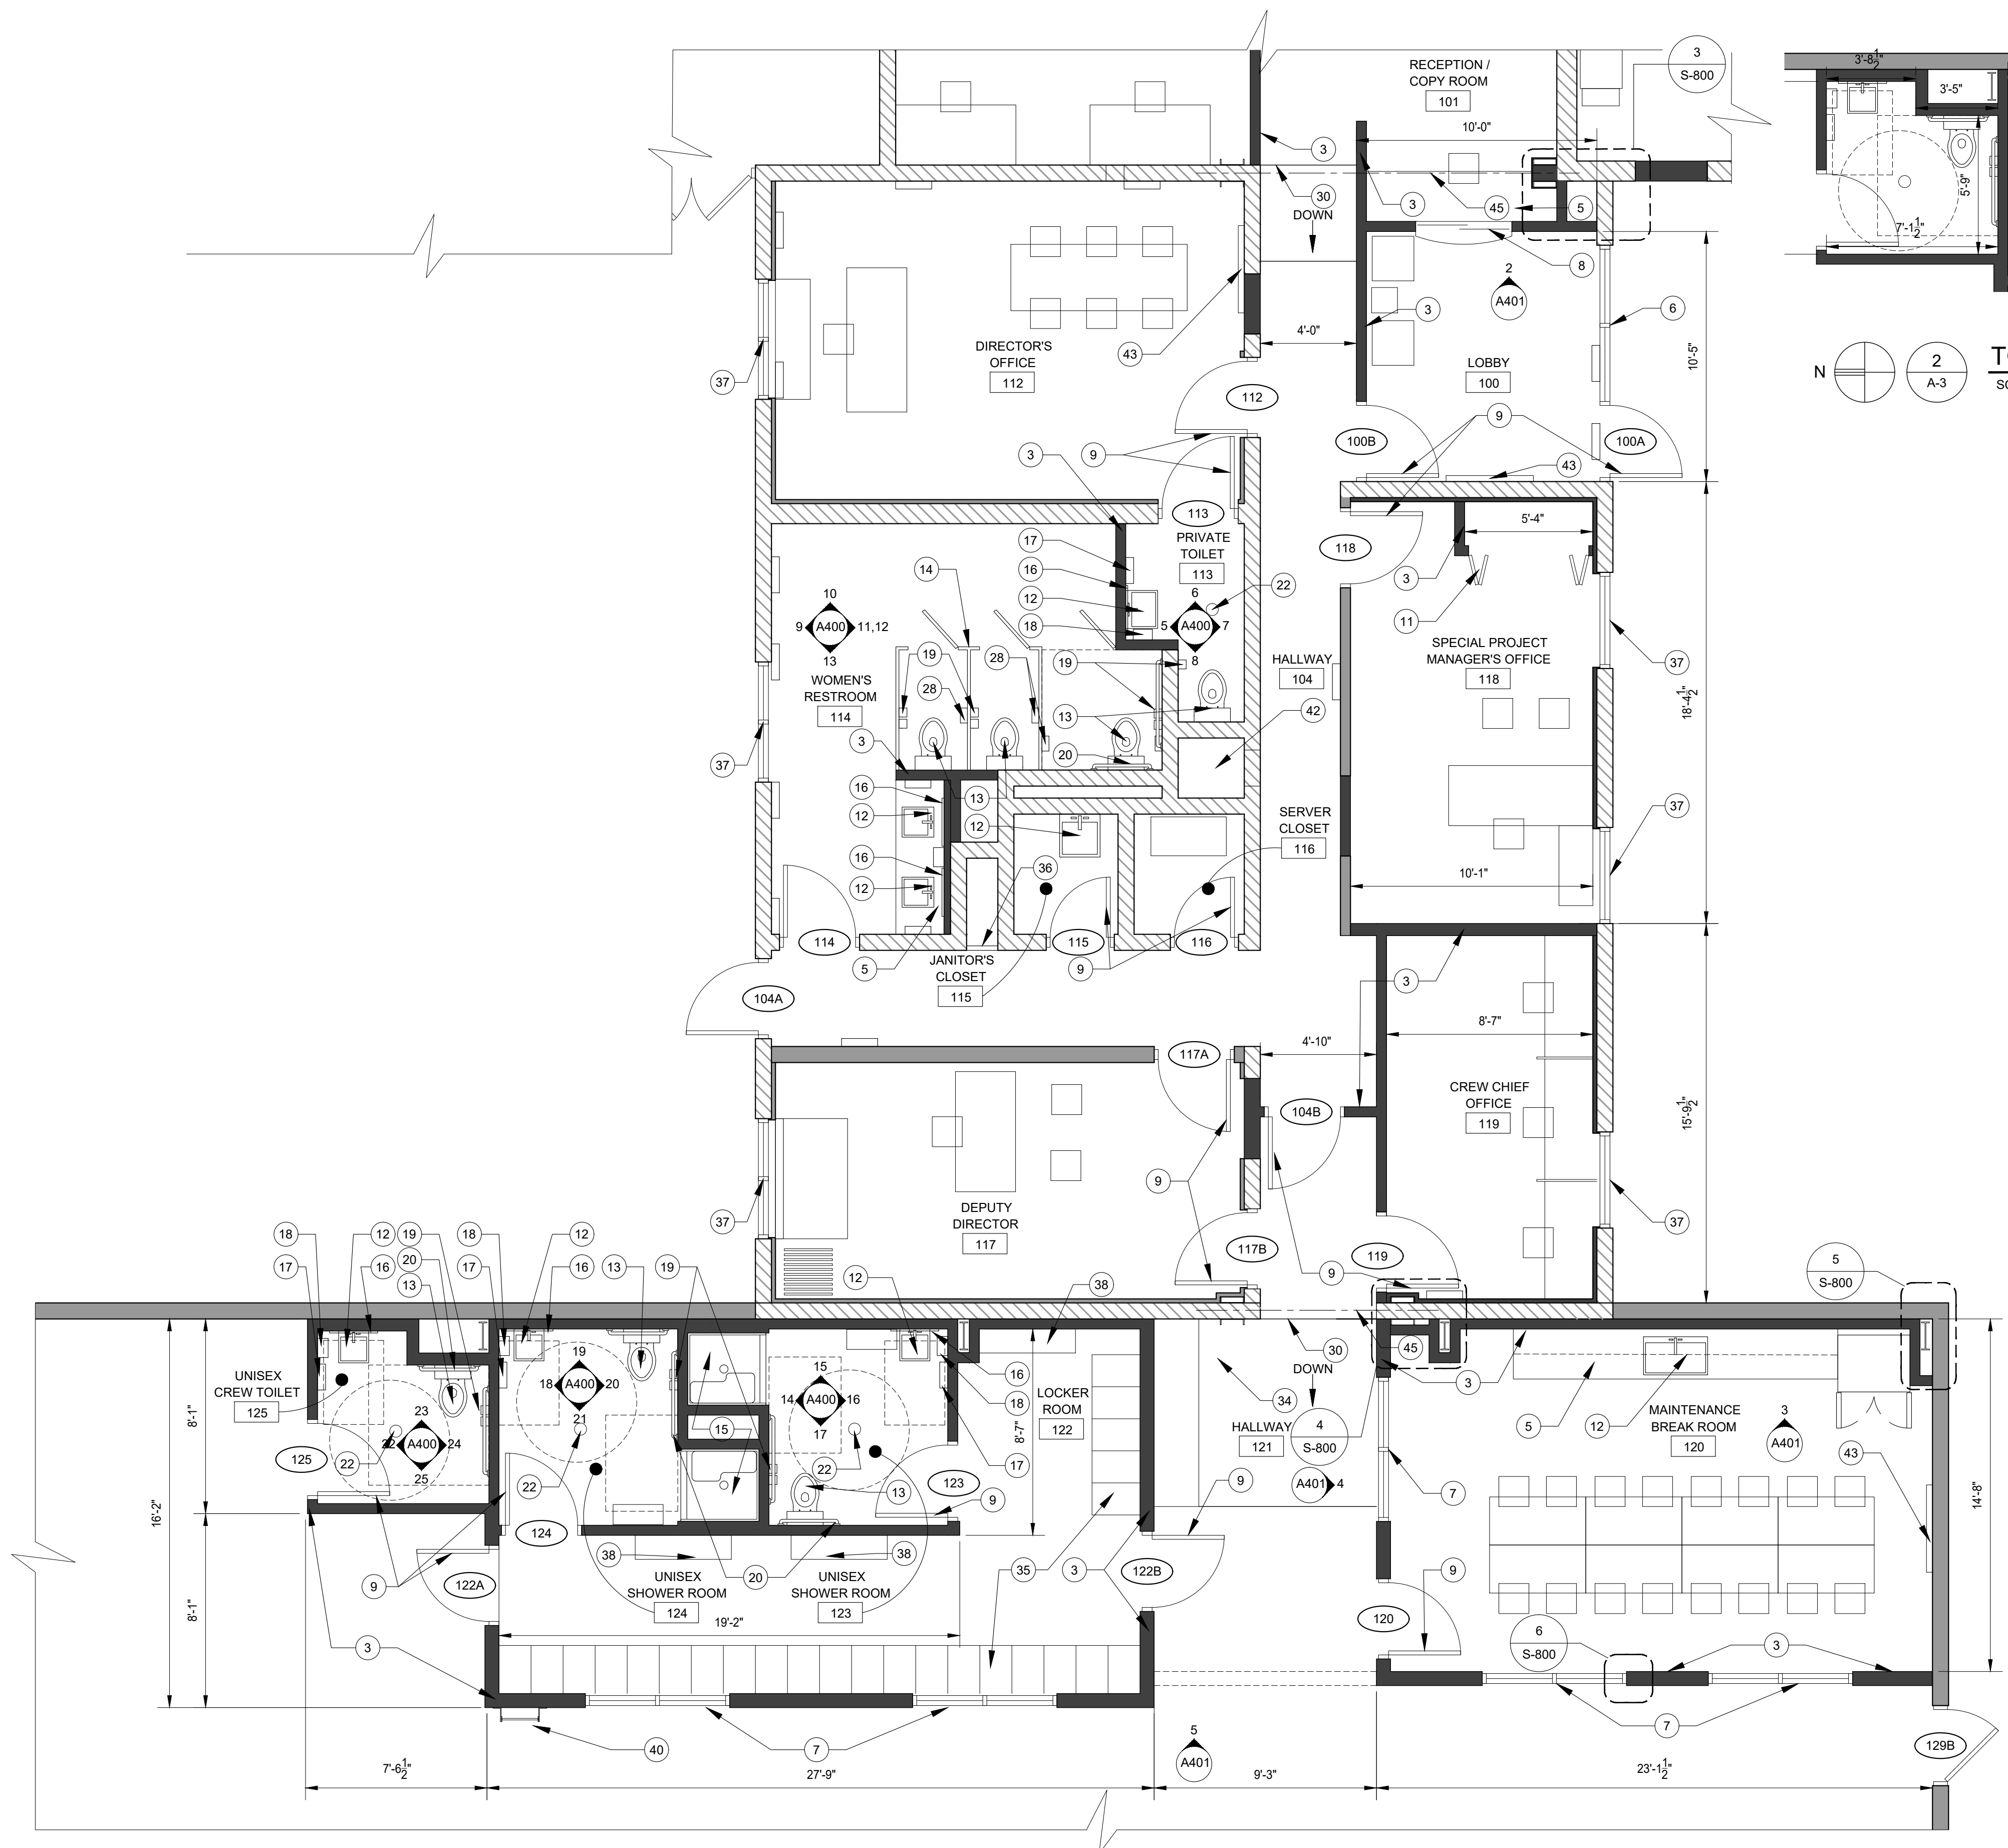 RECEPTION /
COPY ROOM
101
3
S-800
3'-8 1/2"
3'-5"
5'-9"
7'-1 1/2"
10'-0"
3
3
30
DOWN
45
5
8
2
A401
6
3
4'-0"
10'-5"
N
2
A-3
DIRECTOR'S
OFFICE
112
43
37
LOBBY
100
112
9
100B
100A
9
3
43
113
PRIVATE
TOILET
113
17
16
12
18
14
22
6
5 A400 7
8
118
5'-4"
3
11
SPECIAL PROJECT
MANAGER'S OFFICE
118
37
10
9 A400 11,12
13
WOMEN'S
RESTROOM
114
19
28
28
19
13
20
HALLWAY
104
42
18'-4 1/2"
37
3
16
12
13
12
16
12
36
SERVER
CLOSET
116
37
10'-1"
114
5
115
116
9
JANITOR'S
CLOSET
115
104A
3
8'-7"
4'-10"
117A
104B
CREW CHIEF
OFFICE
119
15'-9 1/2"
9
DEPUTY
DIRECTOR
117
37
37
117B
119
9
18
12
19
18
12
20
17
16
13
17
16
13
19
12
38
5
S-800
UNISEX
CREW TOILET
125
23
22 A400 24
25
22
125
19
18 A400 20
21
22
124
15
15
14 A400 16
17
22
13
16
18
17
123
9
LOCKER
ROOM
122
8'-7"
30
45
DOWN
34
HALLWAY
121
4
S-800
A401 4
3
5
12
MAINTENANCE
BREAK ROOM
120
3
A401
43
7
9
14'-8"
16'-2"
8'-1"
8'-1"
9
122A
38
38
UNISEX
SHOWER ROOM
124
20
UNISEX
SHOWER ROOM
123
35
3
122B
120
9
19'-2"
3
6
S-800
3
40
7
7
5
A401
129B
7'-6 1/2"
27'-9"
9'-3"
23'-1 1/2"